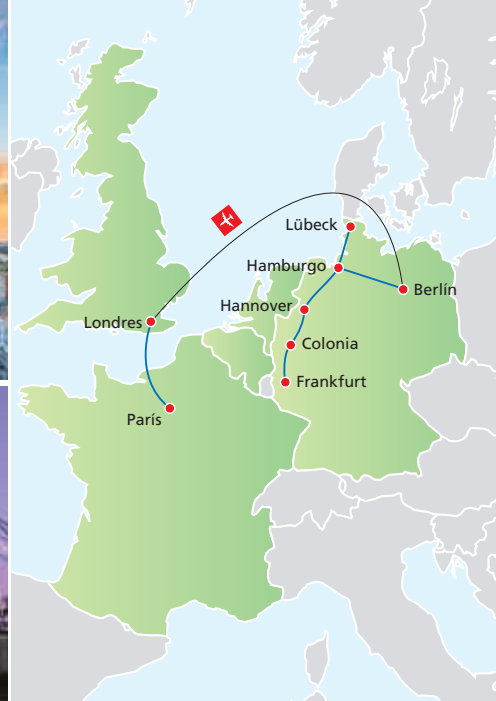 Lübeck
Hamburgo
Berlín
Hannover
Londres
Colonia
Frankfurt
París